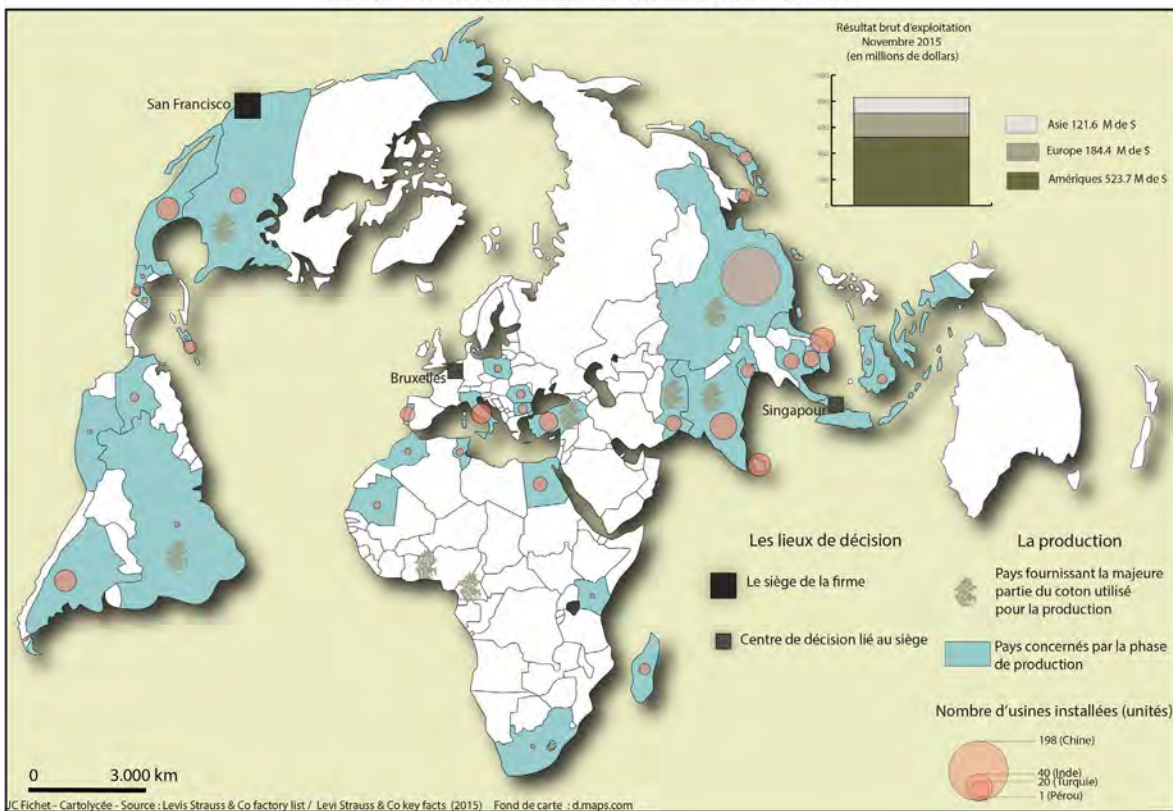 Résultat brut d'exploitation
Novembre 2015
(en millions de dollars)
Asie 121.6 M de $
Europe 184.4 M de $
Amériques 523.7 M de $
San Francisco
Bruxelles
Singapour
Les lieux de décision
Le siège de la firme
Centre de décision lié au siège
La production
Pays fournissant la majeure
partie du coton utilisé
pour la production
Pays concernés par la phase
de production
Nombre d'usines installées (unités)
198 (Chine)
40 (Inde)
20 (Turquie)
1 (Pérou)
0 3.000 km
JC Fichet - Cartolycée - Source : Levis Strauss & Co factory list / Levi Strauss & Co key facts (2015) Fond de carte : d.maps.com